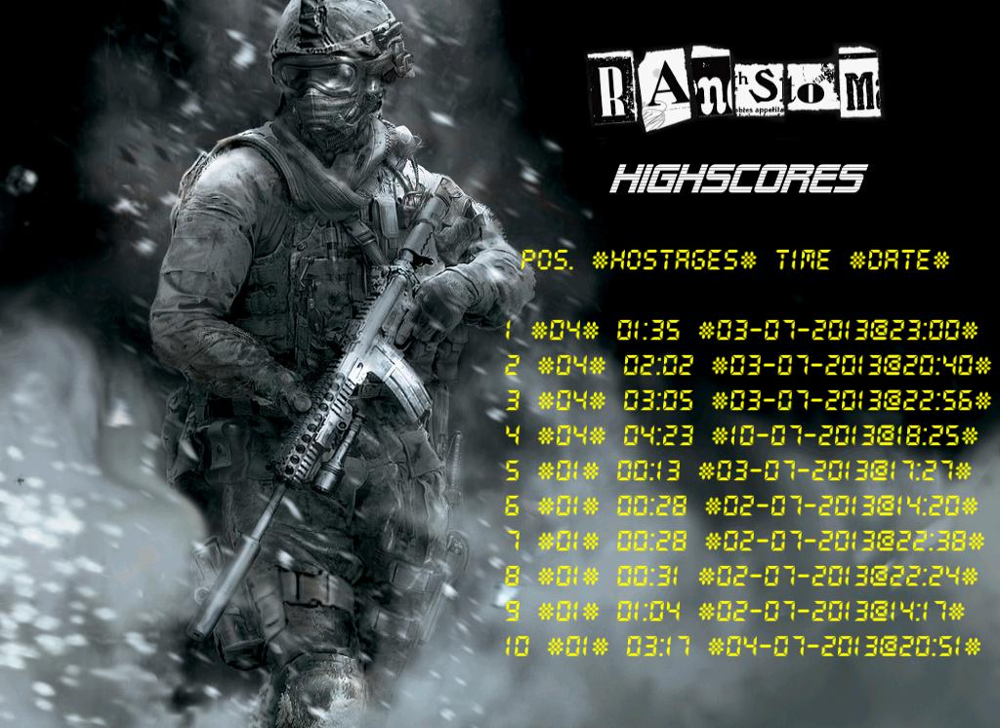 RAnSoM
HIGHSCORES
POS. #HOSTAGES# TIME #DATE#
1 #04# 01:35 #03-07-2013@23:00#
2 #04# 02:02 #03-07-2013@20:40#
3 #04# 03:05 #03-07-2013@22:56#
4 #04# 04:23 #10-07-2013@18:25#
5 #01# 00:13 #03-07-2013@17:27#
6 #01# 00:28 #02-07-2013@14:20#
7 #01# 00:28 #02-07-2013@22:38#
8 #01# 00:31 #02-07-2013@22:24#
9 #01# 01:04 #02-07-2013@14:17#
10 #01# 03:17 #04-07-2013@20:51#